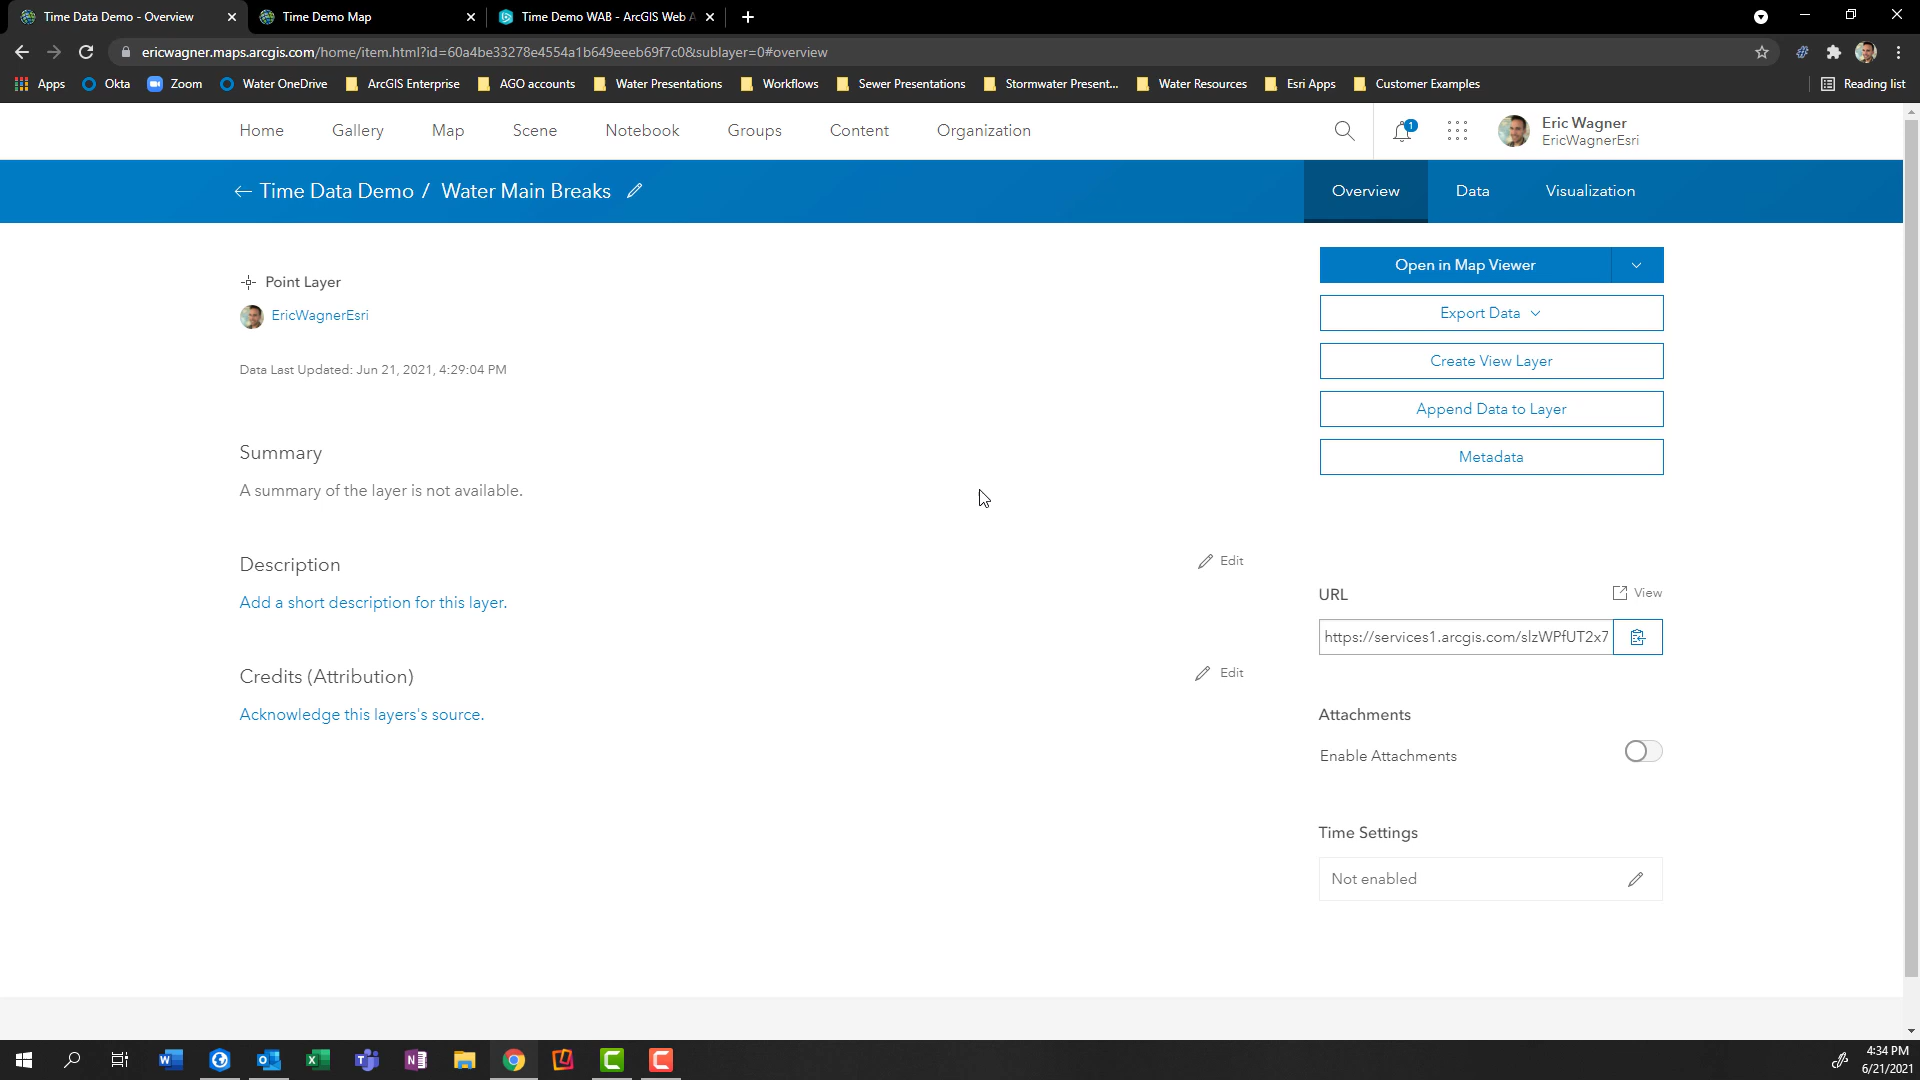 Time Data Demo - Overview
Time Demo Map
Time Demo WAB - ArcGIS Web A
ericwagner.maps.arcgis.com/home/item.html?id=60a4be33278e4554a1b649eeeb69f7c0&sublayer=0#overview
Apps Okta Zoom Water OneDrive ArcGIS Enterprise AGO accounts Water Presentations Workflows Sewer Presentations Stormwater Present... Water Resources Esri Apps Customer Examples Reading list
Home Gallery Map Scene Notebook Groups Content Organization
1
Eric Wagner
EricWagnerEsri
Time Data Demo / Water Main Breaks
Overview Data Visualization
Open in Map Viewer
Point Layer
EricWagnerEsri
Export Data
Create View Layer
Data Last Updated: Jun 21, 2021, 4:29:04 PM
Append Data to Layer
Metadata
Summary
A summary of the layer is not available.
Description
Edit
Add a short description for this layer.
URL
View
https://services1.arcgis.com/slzWPfUT2x7
Credits (Attribution)
Edit
Acknowledge this layers's source.
Attachments
Enable Attachments
Time Settings
Not enabled
4:34 PM
6/21/2021